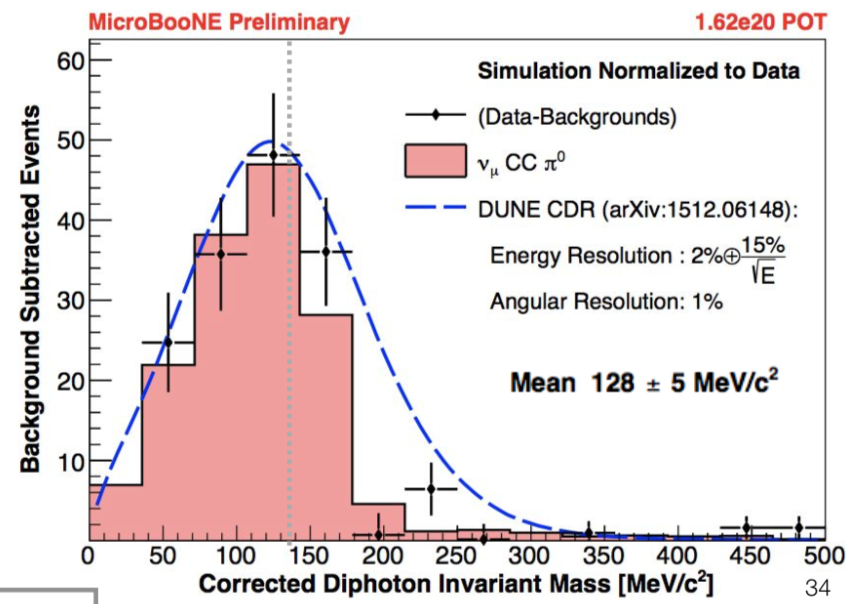 MicroBooNE Preliminary 1.62e20 POT
Simulation Normalized to Data
(Data-Backgrounds)
νμ CC π⁰
DUNE CDR (arXiv:1512.06148):
Energy Resolution : 2%⊕15%/√E
Angular Resolution: 1%
Mean 128 ± 5 MeV/c²
Background Subtracted Events
60
50
40
30
20
10
0 50 100 150 200 250 300 350 400 450 500
Corrected Diphoton Invariant Mass [MeV/c²]
34